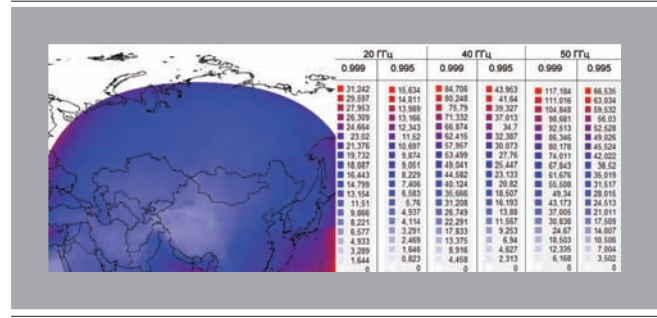 20 ГГц 40 ГГц 50 ГГц
0.999 0.995 0.999 0.995 0.999 0.995
31,242 15,634 84,706 43,953 117,184 66,535
29,597 14,811 80,248 41,64 111,016 63,034
27,953 13,989 75,79 39,327 104,848 59,532
26,309 13,166 71,332 37,013 98,681 56,03
24,664 12,343 66,874 34,7 92,513 52,528
23,02 11,52 62,415 32,387 86,346 49,026
21,376 10,697 57,957 30,073 80,178 45,524
19,732 9,874 53,499 27,76 74,011 42,022
18,087 9,051 49,041 25,447 67,843 38,52
16,443 8,229 44,582 23,133 61,676 35,019
14,799 7,406 40,124 20,82 55,508 31,517
13,154 6,583 35,666 18,507 49,34 28,015
11,51 5,76 31,208 16,193 43,173 24,513
9,866 4,937 26,749 13,88 37,005 21,011
8,221 4,114 22,291 11,567 30,838 17,509
6,577 3,291 17,833 9,253 24,67 14,007
4,933 2,469 13,375 6,94 18,503 10,506
3,289 1,646 8,916 4,627 12,335 7,004
1,644 0,823 4,458 2,313 6,168 3,502
0 0 0 0 0 0